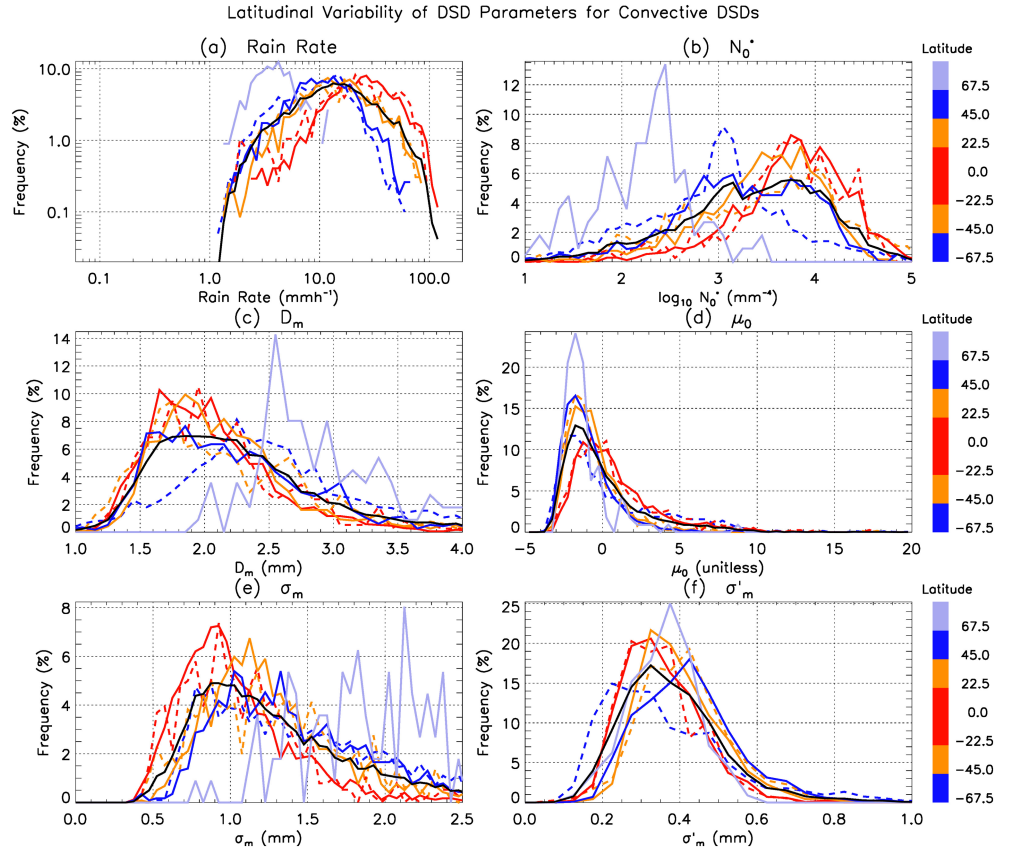 Latitudinal Variability of DSD Parameters for Convective DSDs
(a) Rain Rate
Frequency (%)
10.0
1.0
0.1
0.1 1.0 10.0 100.0
Rain Rate (mmh⁻¹)
(b) N₀*
Frequency (%)
12
10
8
6
4
2
0
1 2 3 4 5
log₁₀ N₀* (mm⁻⁴)
Latitude
67.5
45.0
22.5
0.0
−22.5
−45.0
−67.5
(c) Dₘ
Frequency (%)
14
12
10
8
6
4
2
0
1.0 1.5 2.0 2.5 3.0 3.5 4.0
Dₘ (mm)
(d) μ₀
Frequency (%)
20
15
10
5
0
−5 0 5 10 15 20
μ₀ (unitless)
Latitude
67.5
45.0
22.5
0.0
−22.5
−45.0
−67.5
(e) σₘ
Frequency (%)
8
6
4
2
0
0.0 0.5 1.0 1.5 2.0 2.5
σₘ (mm)
(f) σ'ₘ
Frequency (%)
25
20
15
10
5
0
0.0 0.2 0.4 0.6 0.8 1.0
σ'ₘ (mm)
Latitude
67.5
45.0
22.5
0.0
−22.5
−45.0
−67.5